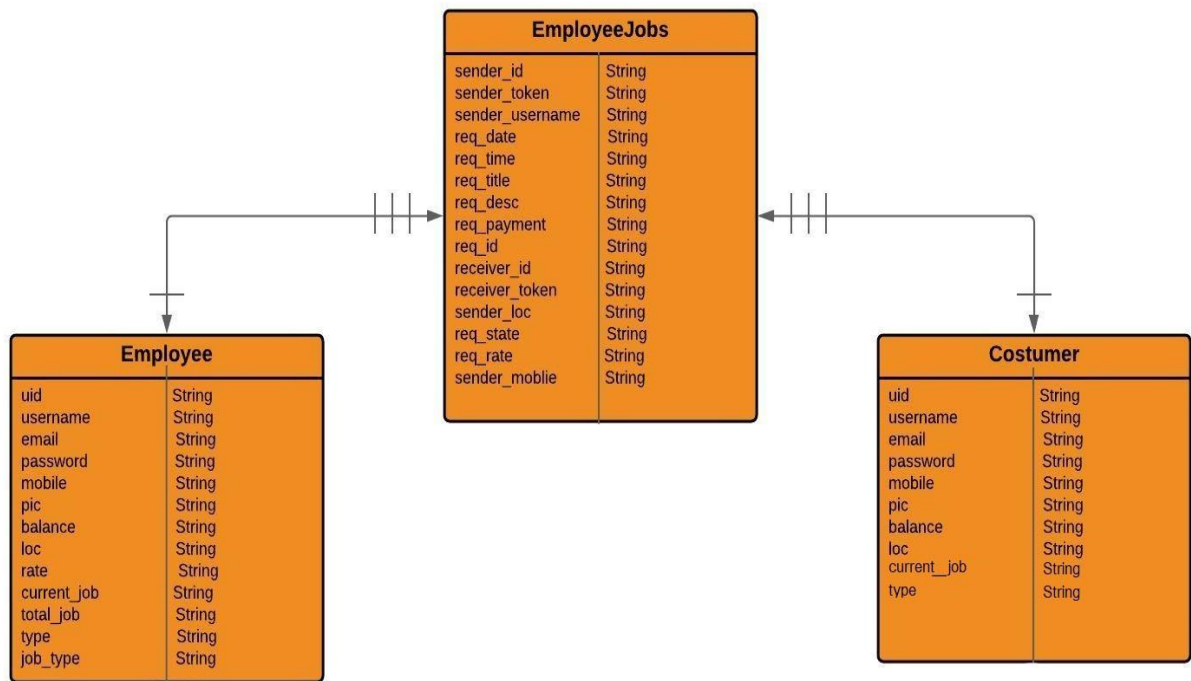 EmployeeJobs
sender_id String
sender_token String
sender_username String
req_date String
req_time String
req_title String
req_desc String
req_payment String
req_id String
receiver_id String
receiver_token String
sender_loc String
req_state String
req_rate String
sender_moblie String
Employee
uid String
username String
email String
password String
mobile String
pic String
balance String
loc String
rate String
current_job String
total_job String
type String
job_type String
Costumer
uid String
username String
email String
password String
mobile String
pic String
balance String
loc String
current_job String
type String